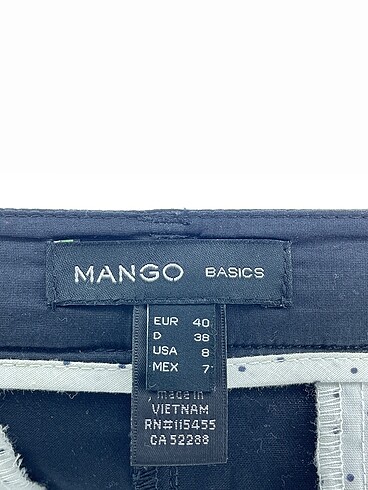 MANGO BASICS
EUR 40
D 38
USA 8
MEX 7
made in
VIETNAM
RN#115455
CA 52288